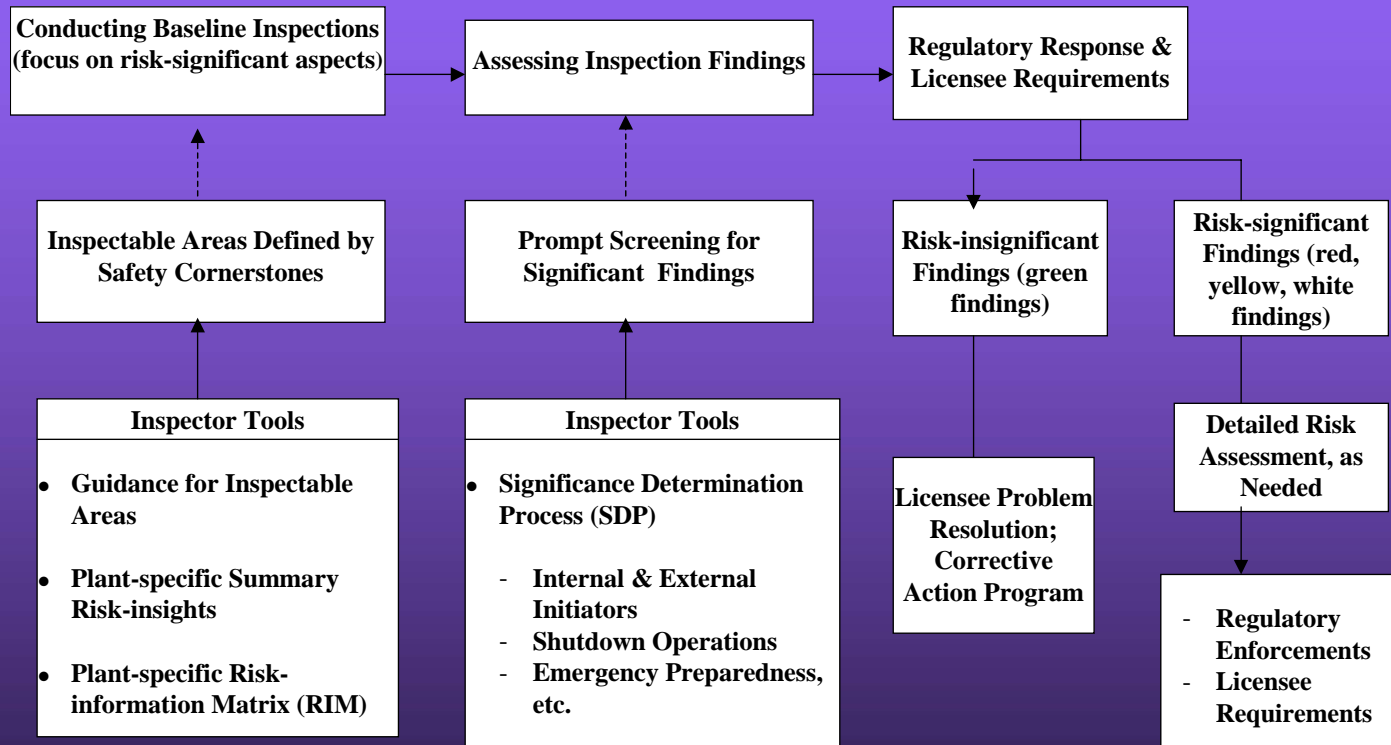 Conducting Baseline Inspections
(focus on risk-significant aspects)
Assessing Inspection Findings
Regulatory Response &
Licensee Requirements
Inspectable Areas Defined by
Safety Cornerstones
Prompt Screening for
Significant Findings
Risk-insignificant
Findings (green
findings)
Risk-significant
Findings (red,
yellow, white
findings)
Inspector Tools
• Guidance for Inspectable
Areas
• Plant-specific Summary
Risk-insights
• Plant-specific Risk-
information Matrix (RIM)
Inspector Tools
• Significance Determination
Process (SDP)
- Internal & External
Initiators
- Shutdown Operations
- Emergency Preparedness,
etc.
Licensee Problem
Resolution;
Corrective
Action Program
Detailed Risk
Assessment, as
Needed
- Regulatory
Enforcements
- Licensee
Requirements